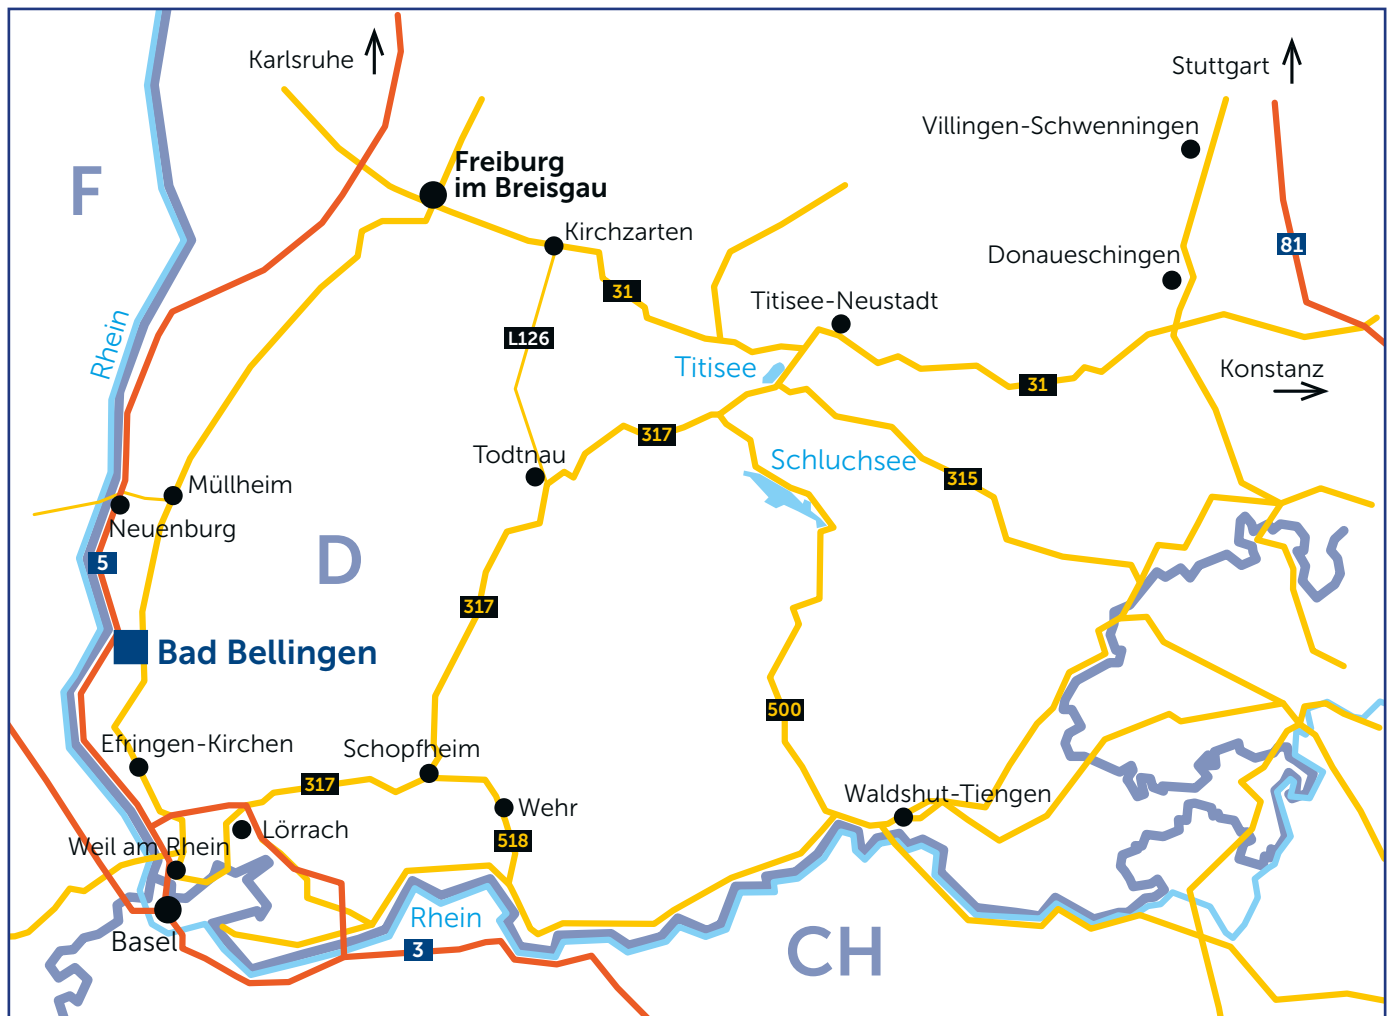 Karlsruhe
Stuttgart
Villingen-Schwenningen
Freiburg
im Breisgau
F
Kirchzarten
81
Donaueschingen
31
Titisee-Neustadt
Rhein
L126
Titisee
Konstanz
31
317
Todtnau
Schluchsee
315
Müllheim
Neuenburg
D
5
317
Bad Bellingen
500
Efringen-Kirchen
Schopfheim
317
Waldshut-Tiengen
Wehr
Lörrach
518
Weil am Rhein
Rhein
Basel
3
CH